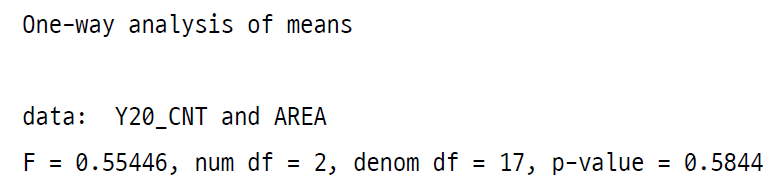 One-way analysis of means
data:  Y20_CNT and AREA
F = 0.55446, num df = 2, denom df = 17, p-value = 0.5844